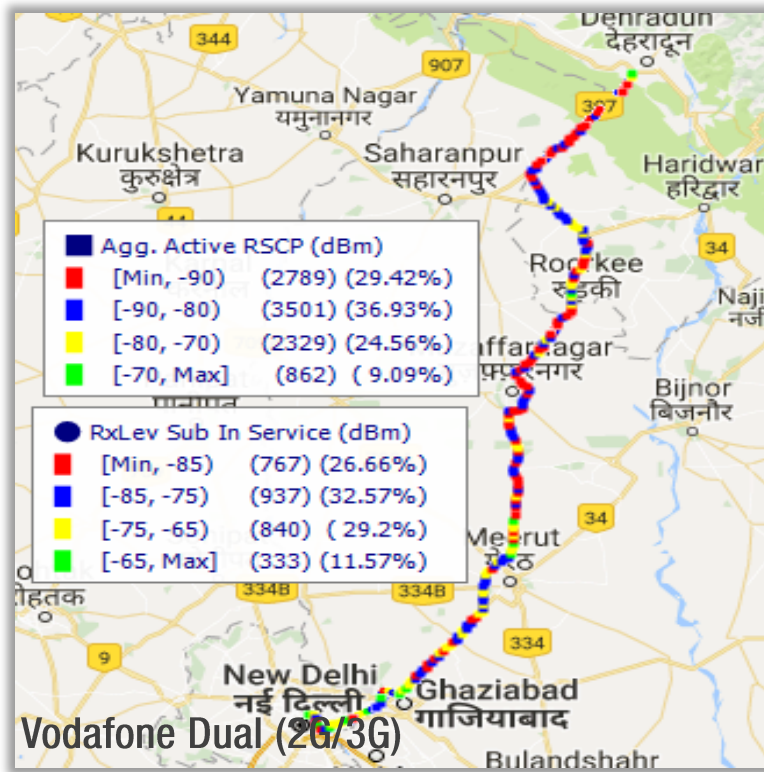 Dehradun
देहरादून
344
907
307
Yamuna Nagar
यमुनानगर
Kurukshetra
कुरुक्षेत्र
Saharanpur
सहारनपुर
Haridwar
हरिद्वार
44
34
Agg. Active RSCP (dBm)
[Min, -90) (2789) (29.42%)
[-90, -80) (3501) (36.93%)
[-80, -70) (2329) (24.56%)
[-70, Max] (862) ( 9.09%)
Roorkee
रुड़की
Bijnor
बिजनौर
RxLev Sub In Service (dBm)
[Min, -85) (767) (26.66%)
[-85, -75) (937) (32.57%)
[-75, -65) (840) ( 29.2%)
[-65, Max] (333) (11.57%)
34
Meerut
मेरठ
रोहतक
334B
334B
334
9
New Delhi
नई दिल्ली
Ghaziabad
गाजियाबाद
Vodafone Dual (2G/3G)
Bulandshahr